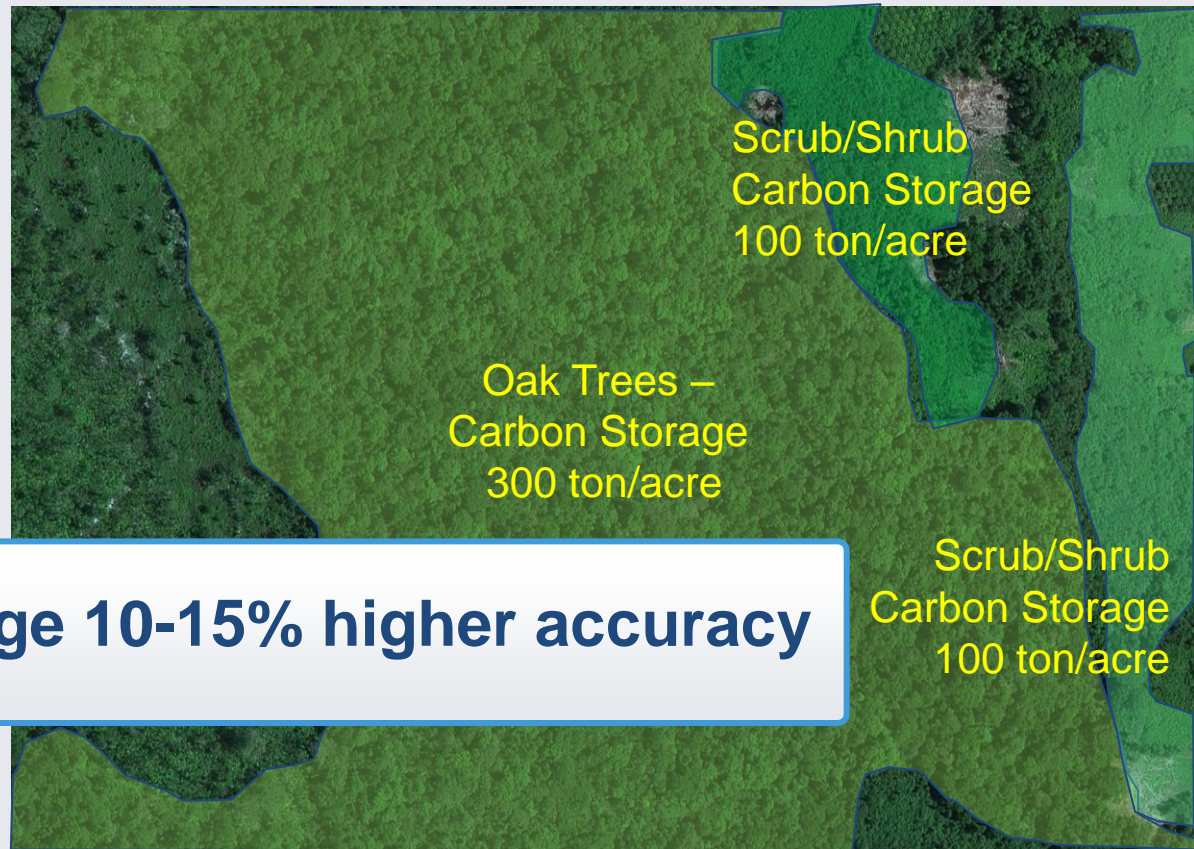 Scrub/Shrub
Carbon Storage
100 ton/acre
Oak Trees –
Carbon Storage
300 ton/acre
10-15% higher accuracy
Scrub/Shrub
Carbon Storage
100 ton/acre